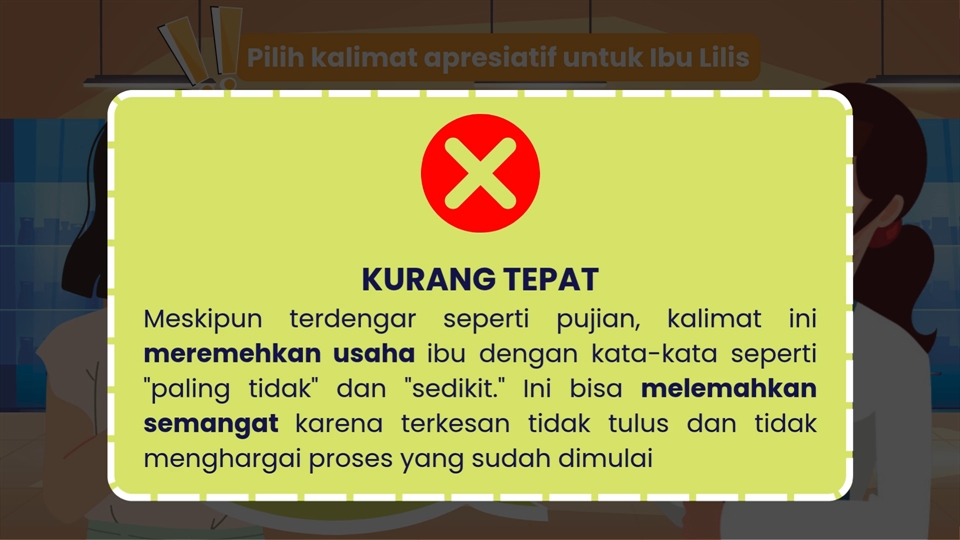 Pilih kalimat apresiatif untuk Ibu Lilis
KURANG TEPAT
Meskipun terdengar seperti pujian, kalimat ini
meremehkan usaha ibu dengan kata-kata seperti
"paling tidak" dan "sedikit." Ini bisa melemahkan
semangat karena terkesan tidak tulus dan tidak
menghargai proses yang sudah dimulai